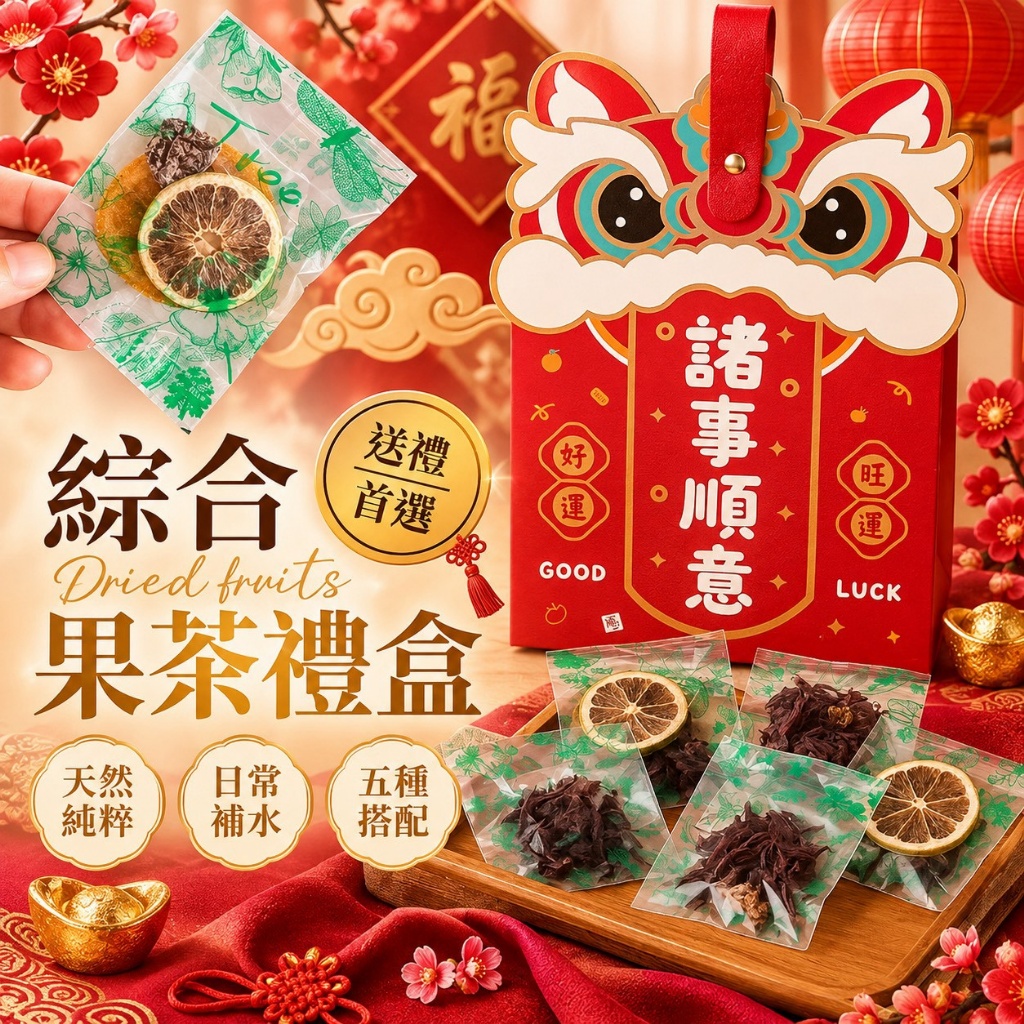 福
Tree
綜合
送禮
首選
Dried fruits
果茶禮盒
天然
純粹
日常
補水
五種
搭配
諸事順意
好運
旺運
GOOD
LUCK